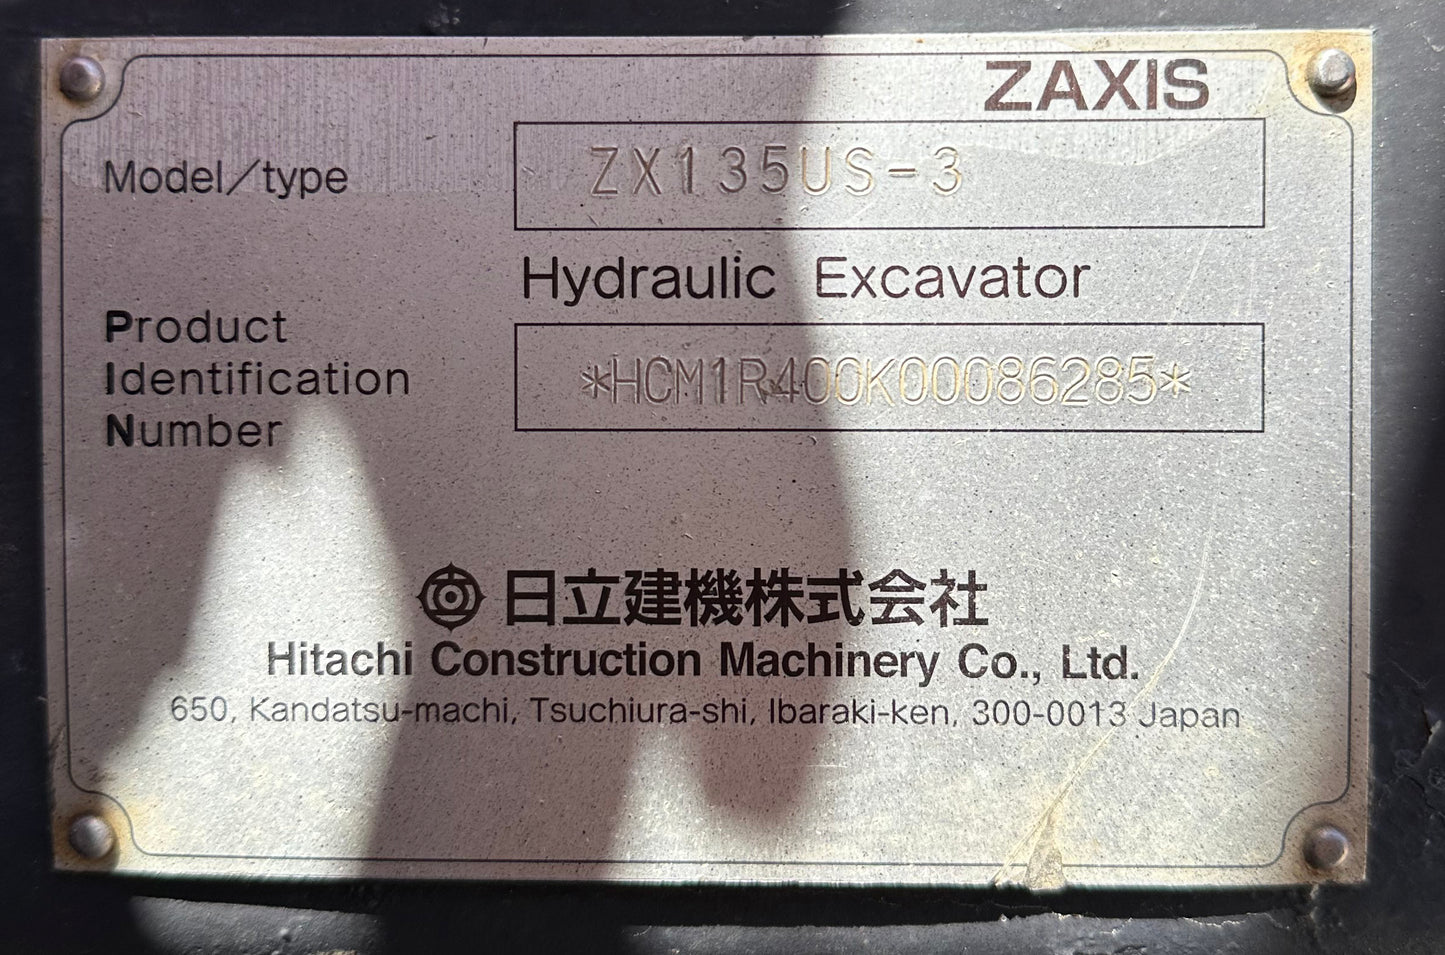 ZAXIS
Model/type ZX135US-3
Hydraulic Excavator
Product
Identification *HCM1R400K00086285*
Number
日立建機株式会社
Hitachi Construction Machinery Co., Ltd.
650, Kandatsu-machi, Tsuchiura-shi, Ibaraki-ken, 300-0013 Japan